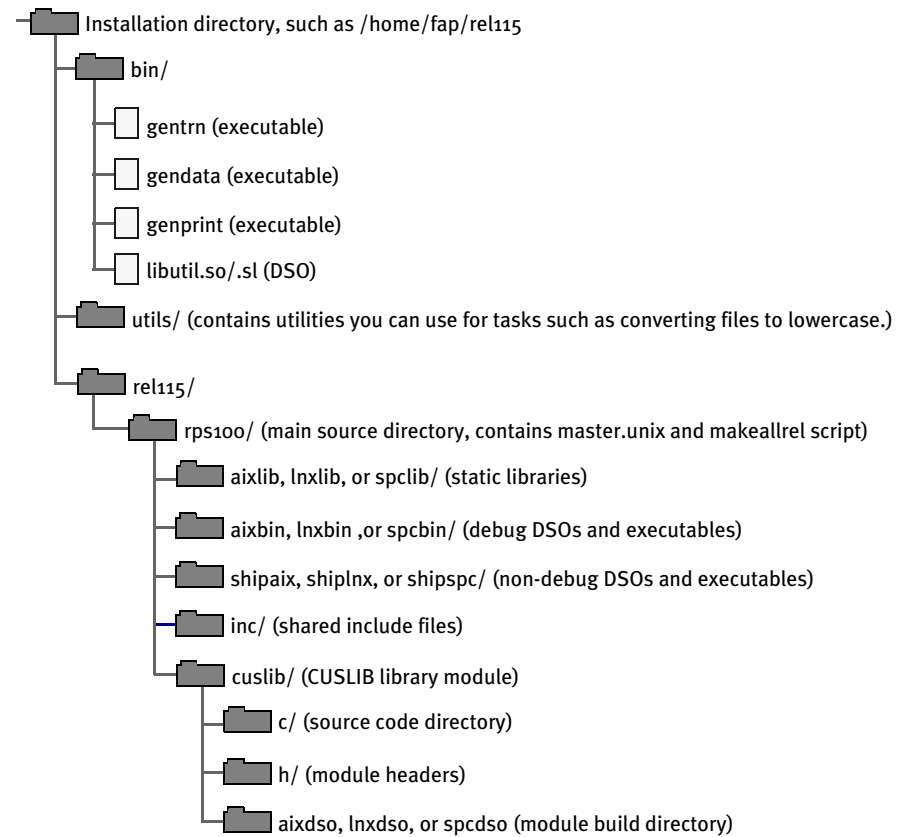 Installation directory, such as /home/fap/rel115
bin/
gentrn (executable)
gendata (executable)
genprint (executable)
libutil.so/.sl (DSO)
utils/ (contains utilities you can use for tasks such as converting files to lowercase.)
rel115/
rps100/ (main source directory, contains master.unix and makeallrel script)
aixlib, lnxlib, or spclib/ (static libraries)
aixbin, lnxbin ,or spcbin/ (debug DSOs and executables)
shipaix, shiplnx, or shipspc/ (non-debug DSOs and executables)
inc/ (shared include files)
cuslib/ (CUSLIB library module)
c/ (source code directory)
h/ (module headers)
aixdso, lnxdso, or spcdso (module build directory)